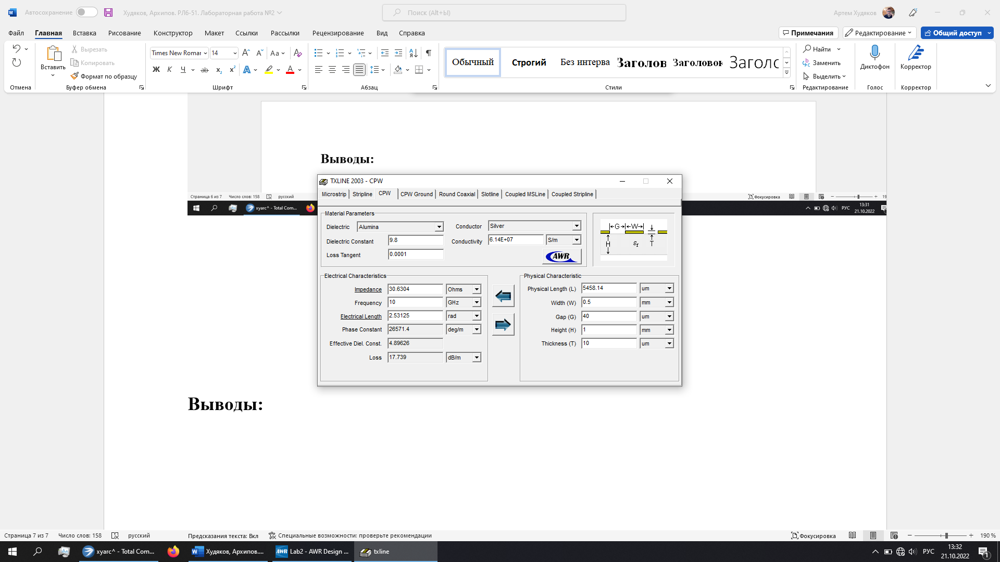 Автосохранение
Худяков, Архипов. РЛ6-51. Лабораторная работа №2
Поиск (Alt+Ы)
Артем Худяков
Файл Главная Вставка Рисование Конструктор Макет Ссылки Рассылки Рецензирование Вид Справка
Примечания Редактирование Общий доступ
Вставить
Вырезать
Копировать
Формат по образцу
Times New Roman 14
Aa
Ж К Ч ab x₂ x²
Обычный Строгий Без интерва Заголов Заголовок Заголо
Найти
Заменить
Выделить
Диктофон
Корректор
Отмена Буфер обмена Шрифт Абзац Стили Редактирование Голос Корректор
Выводы:
TXLINE 2003 - CPW
Microstrip Stripline CPW CPW Ground Round Coaxial Slotline Coupled MSLine Coupled Stripline
Страница 6 из 7 Число слов: 158 русский
Фокусировка
xyarc^ - Total Com...
РУС
13:31
21.10.2022
Material Parameters
Dielectric Alumina
Conductor Silver
Dielectric Constant 9.8
Conductivity 6.14E+07 S/m
Loss Tangent 0.0001
AWR
G W
H εr T
Electrical Characteristics
Impedance 30.6304 Ohms
Frequency 10 GHz
Electrical Length 2.53125 rad
Phase Constant 26571.4 deg/m
Effective Diel. Const. 4.89626
Loss 17.739 dB/m
Physical Characteristic
Physical Length (L) 5458.14 um
Width (W) 0.5 mm
Gap (G) 40 um
Height (H) 1 mm
Thickness (T) 10 um
Выводы:
Страница 7 из 7 Число слов: 158 русский Предсказания текста: Вкл Специальные возможности: проверьте рекомендации
Фокусировка
190 %
xyarc^ - Total Com...
Худяков, Архипов....
AWR Lab2 - AWR Design ...
txline
РУС
13:32
21.10.2022
1